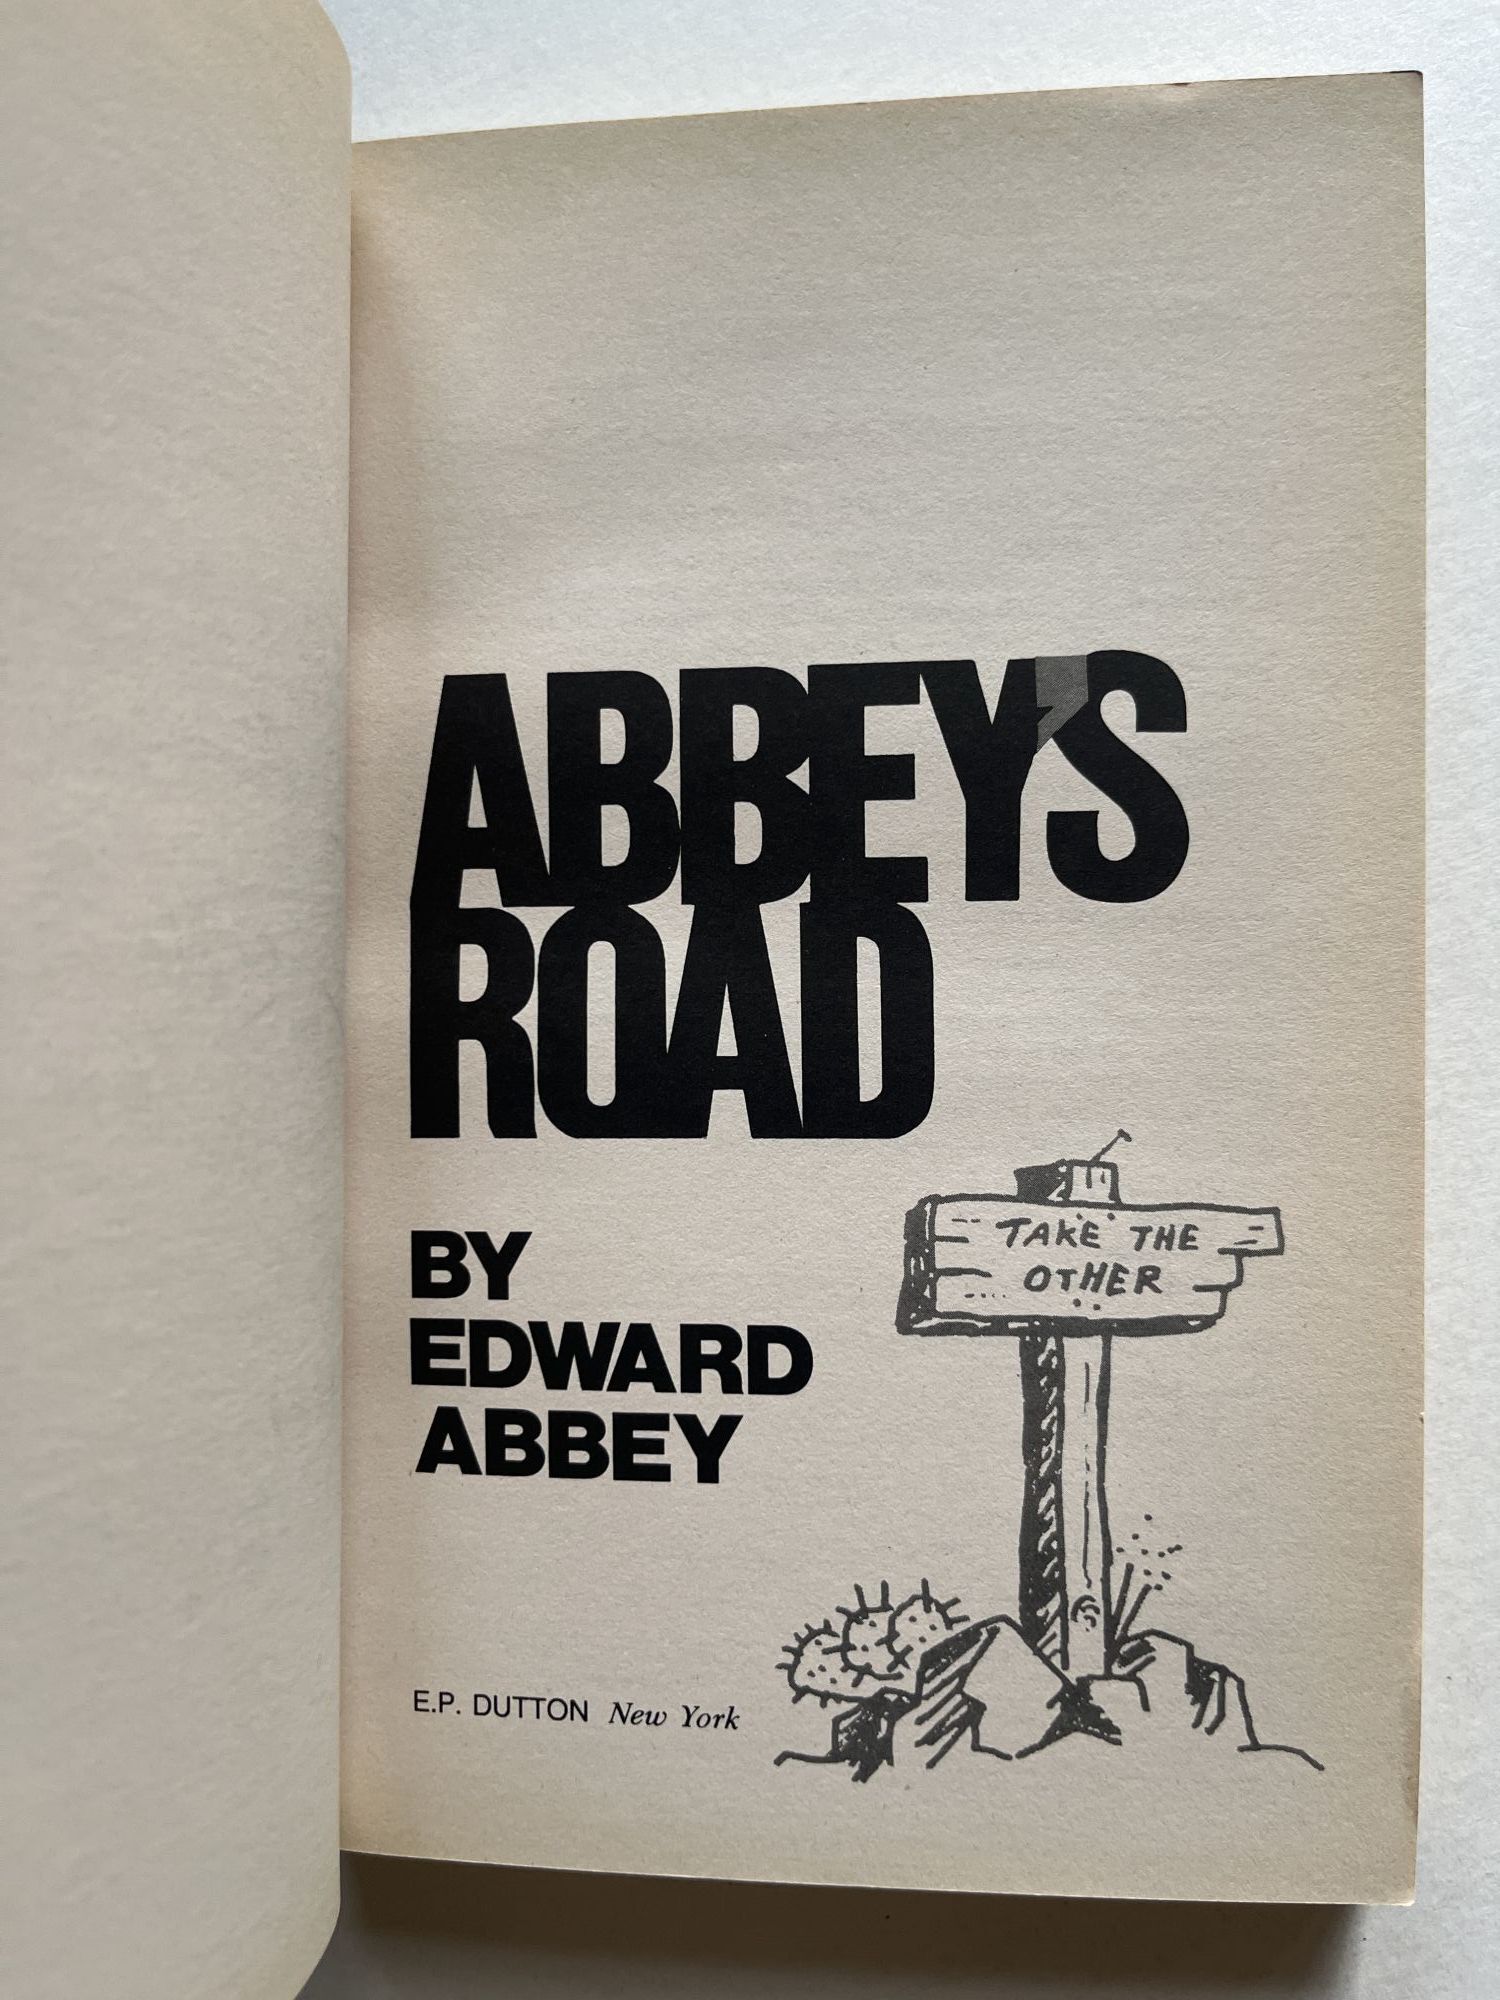 ABBEY'S
ROAD
BY
EDWARD
ABBEY
TAKE THE
OTHER
E.P. DUTTON New York